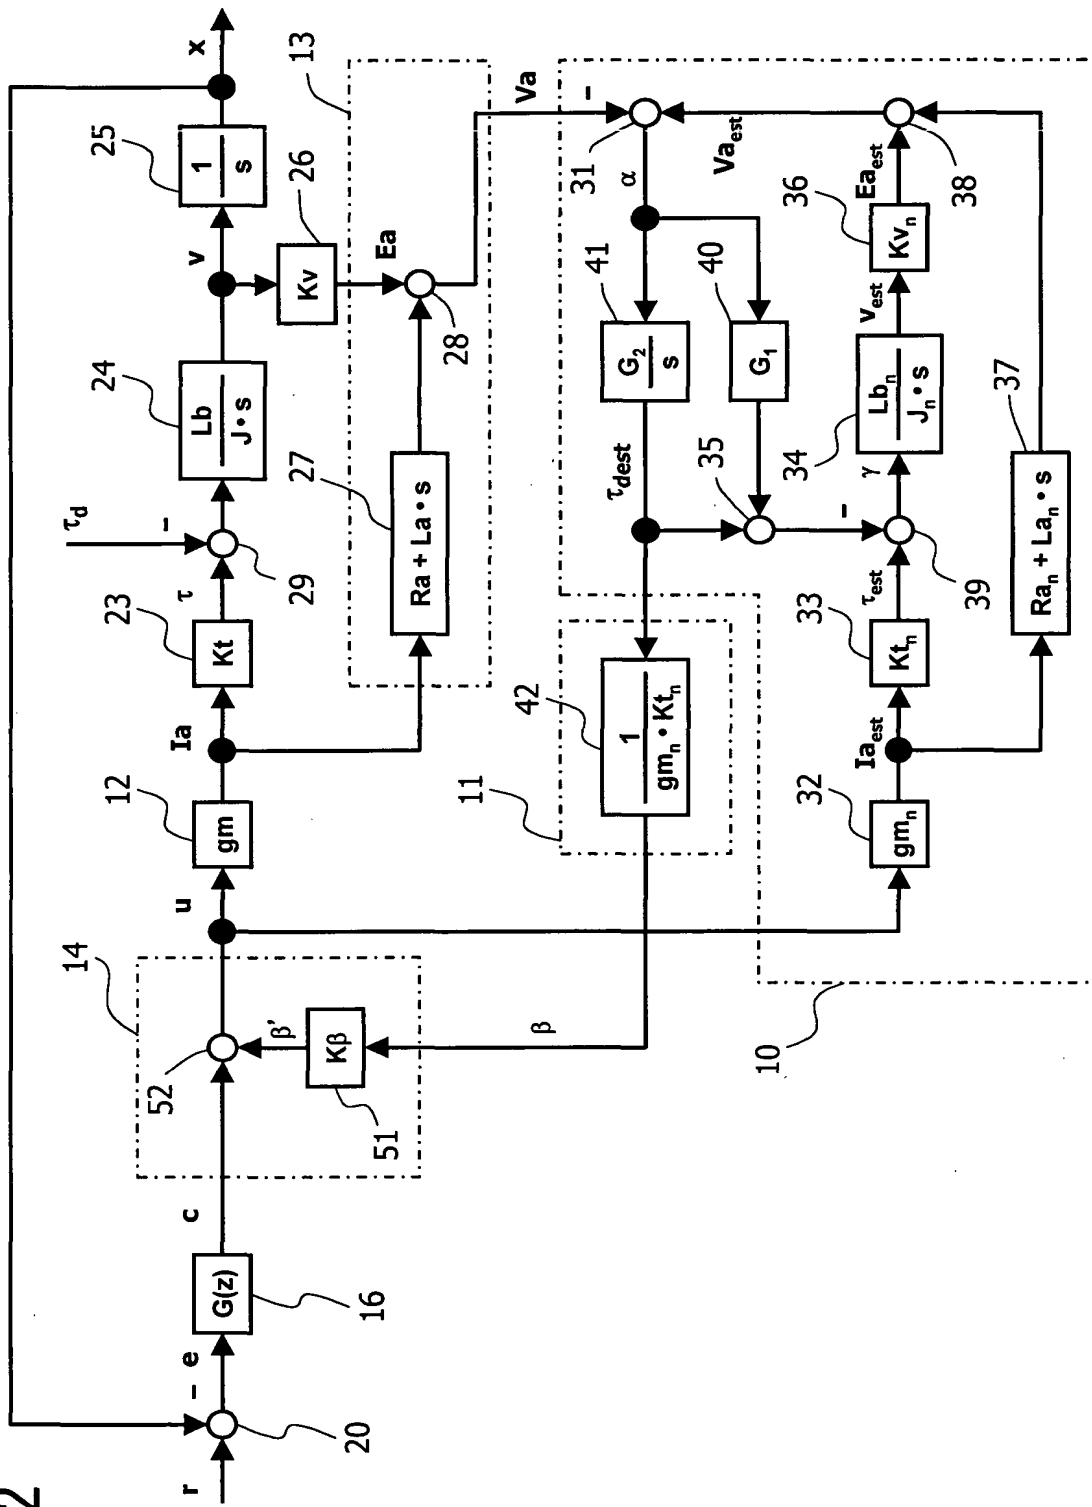 2
r
−
e
20
G(z)
16
c
14
52
β'
Kβ
51
β
u
12
gm
Ia
23
Kt
τ
τd
−
29
24
Lb
J•s
v
25
1
s
x
26
Kv
Ea
13
27
Ra + La•s
28
Va
−
31
α
Vaest
41
G2
s
40
G1
τdest
35
11
42
1
gmn•Ktn
10
32
gmn
Iaest
33
Ktn
τest
−
39
γ
34
Lbn
Jn•s
vest
36
Kvn
Eaest
38
37
Ran + Lan•s